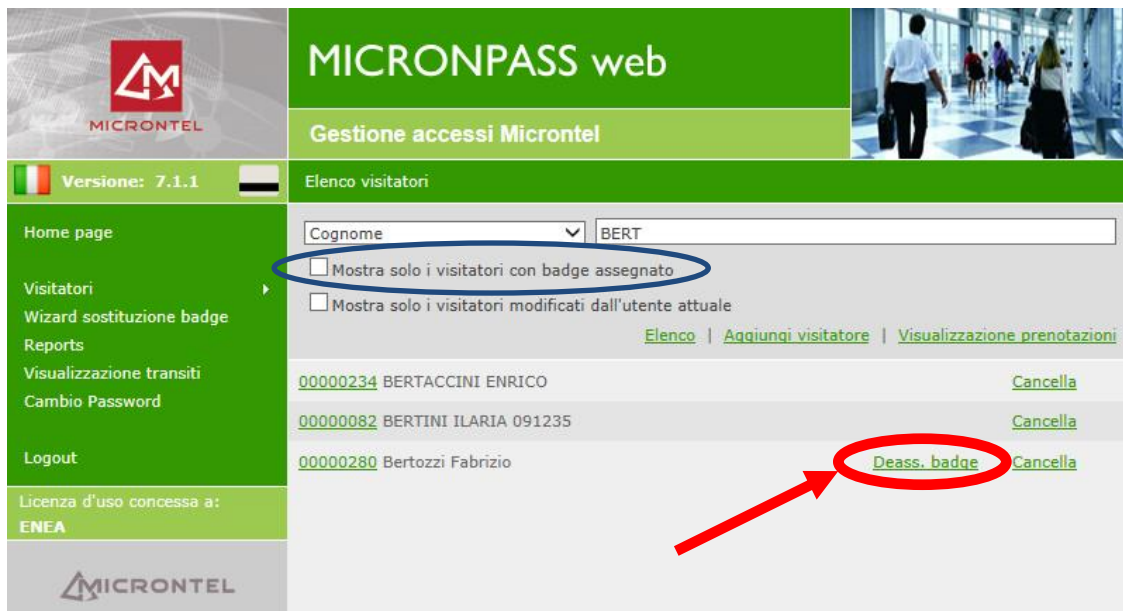 MICRONTEL
MICRONPASS web
Gestione accessi Microntel
Versione: 7.1.1
Elenco visitatori
Home page
Visitatori
Wizard sostituzione badge
Reports
Visualizzazione transiti
Cambio Password
Logout
Licenza d'uso concessa a:
ENEA
MICRONTEL
Cognome BERT
Mostra solo i visitatori con badge assegnato
Mostra solo i visitatori modificati dall'utente attuale
Elenco | Aggiungi visitatore | Visualizzazione prenotazioni
00000234 BERTACCINI ENRICO Cancella
00000082 BERTINI ILARIA 091235 Cancella
00000280 Bertozzi Fabrizio Deass. badge Cancella